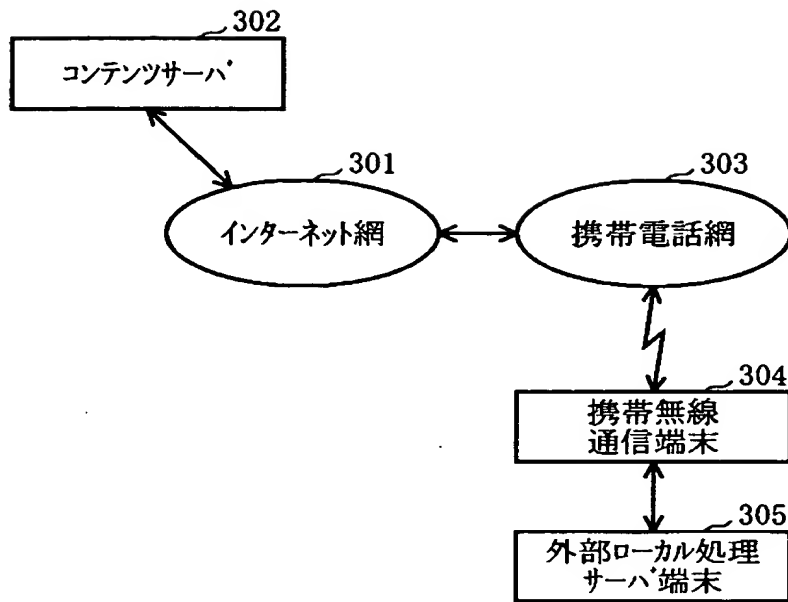 302
コンテンツサーバ
301
303
インターネット網
携帯電話網
304
携帯無線
通信端末
305
外部ローカル処理
サーバ端末